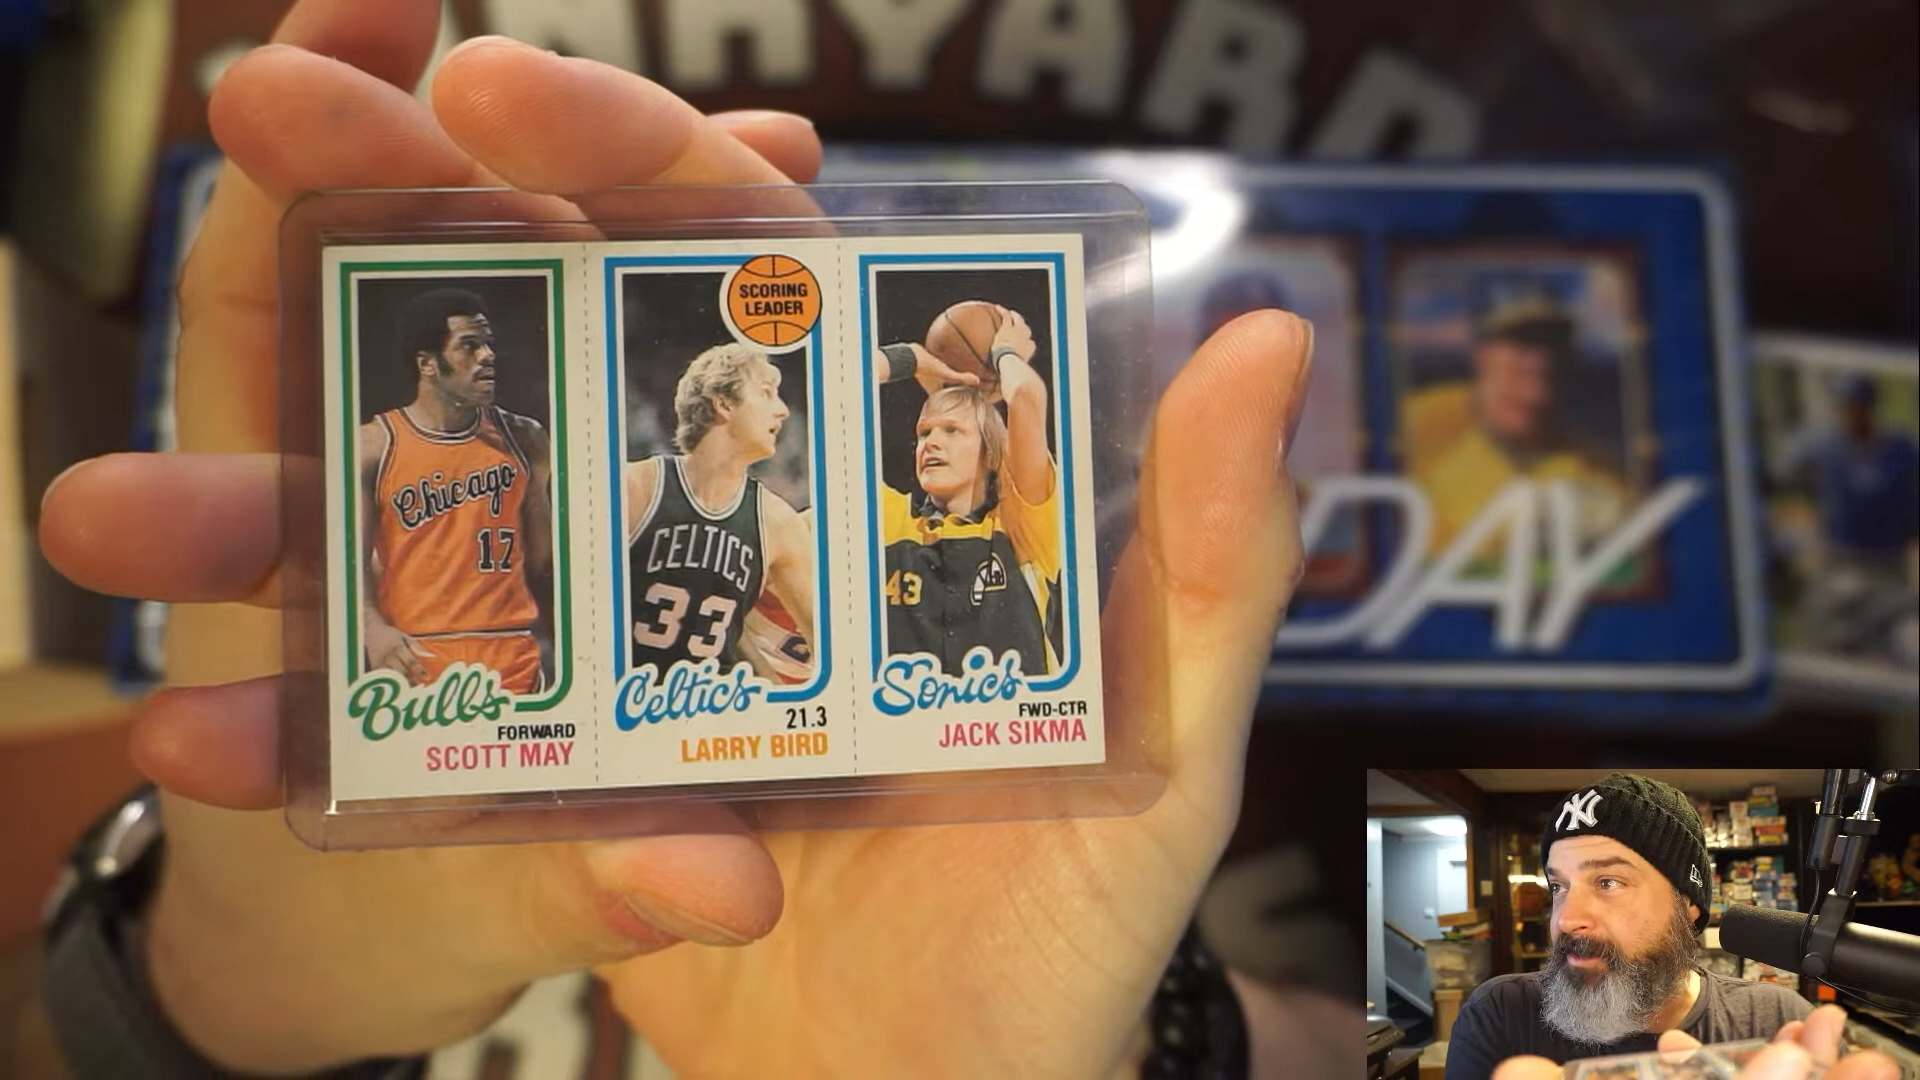 NYARD
SCORING
LEADER
Chicago
17
CELTICS
33
43
Bulls
FORWARD
SCOTT MAY
Celtics
21.3
LARRY BIRD
Sonics
FWD-CTR
JACK SIKMA
DAY
NY